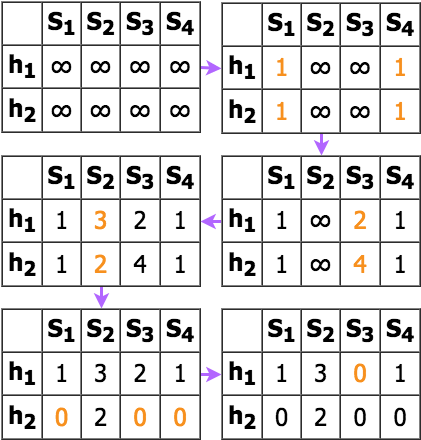 S₁ S₂ S₃ S₄
h₁ ∞ ∞ ∞ ∞
h₂ ∞ ∞ ∞ ∞
S₁ S₂ S₃ S₄
h₁ 1 ∞ ∞ 1
h₂ 1 ∞ ∞ 1
S₁ S₂ S₃ S₄
h₁ 1 3 2 1
h₂ 1 2 4 1
S₁ S₂ S₃ S₄
h₁ 1 ∞ 2 1
h₂ 1 ∞ 4 1
S₁ S₂ S₃ S₄
h₁ 1 3 2 1
h₂ 0 2 0 0
S₁ S₂ S₃ S₄
h₁ 1 3 0 1
h₂ 0 2 0 0